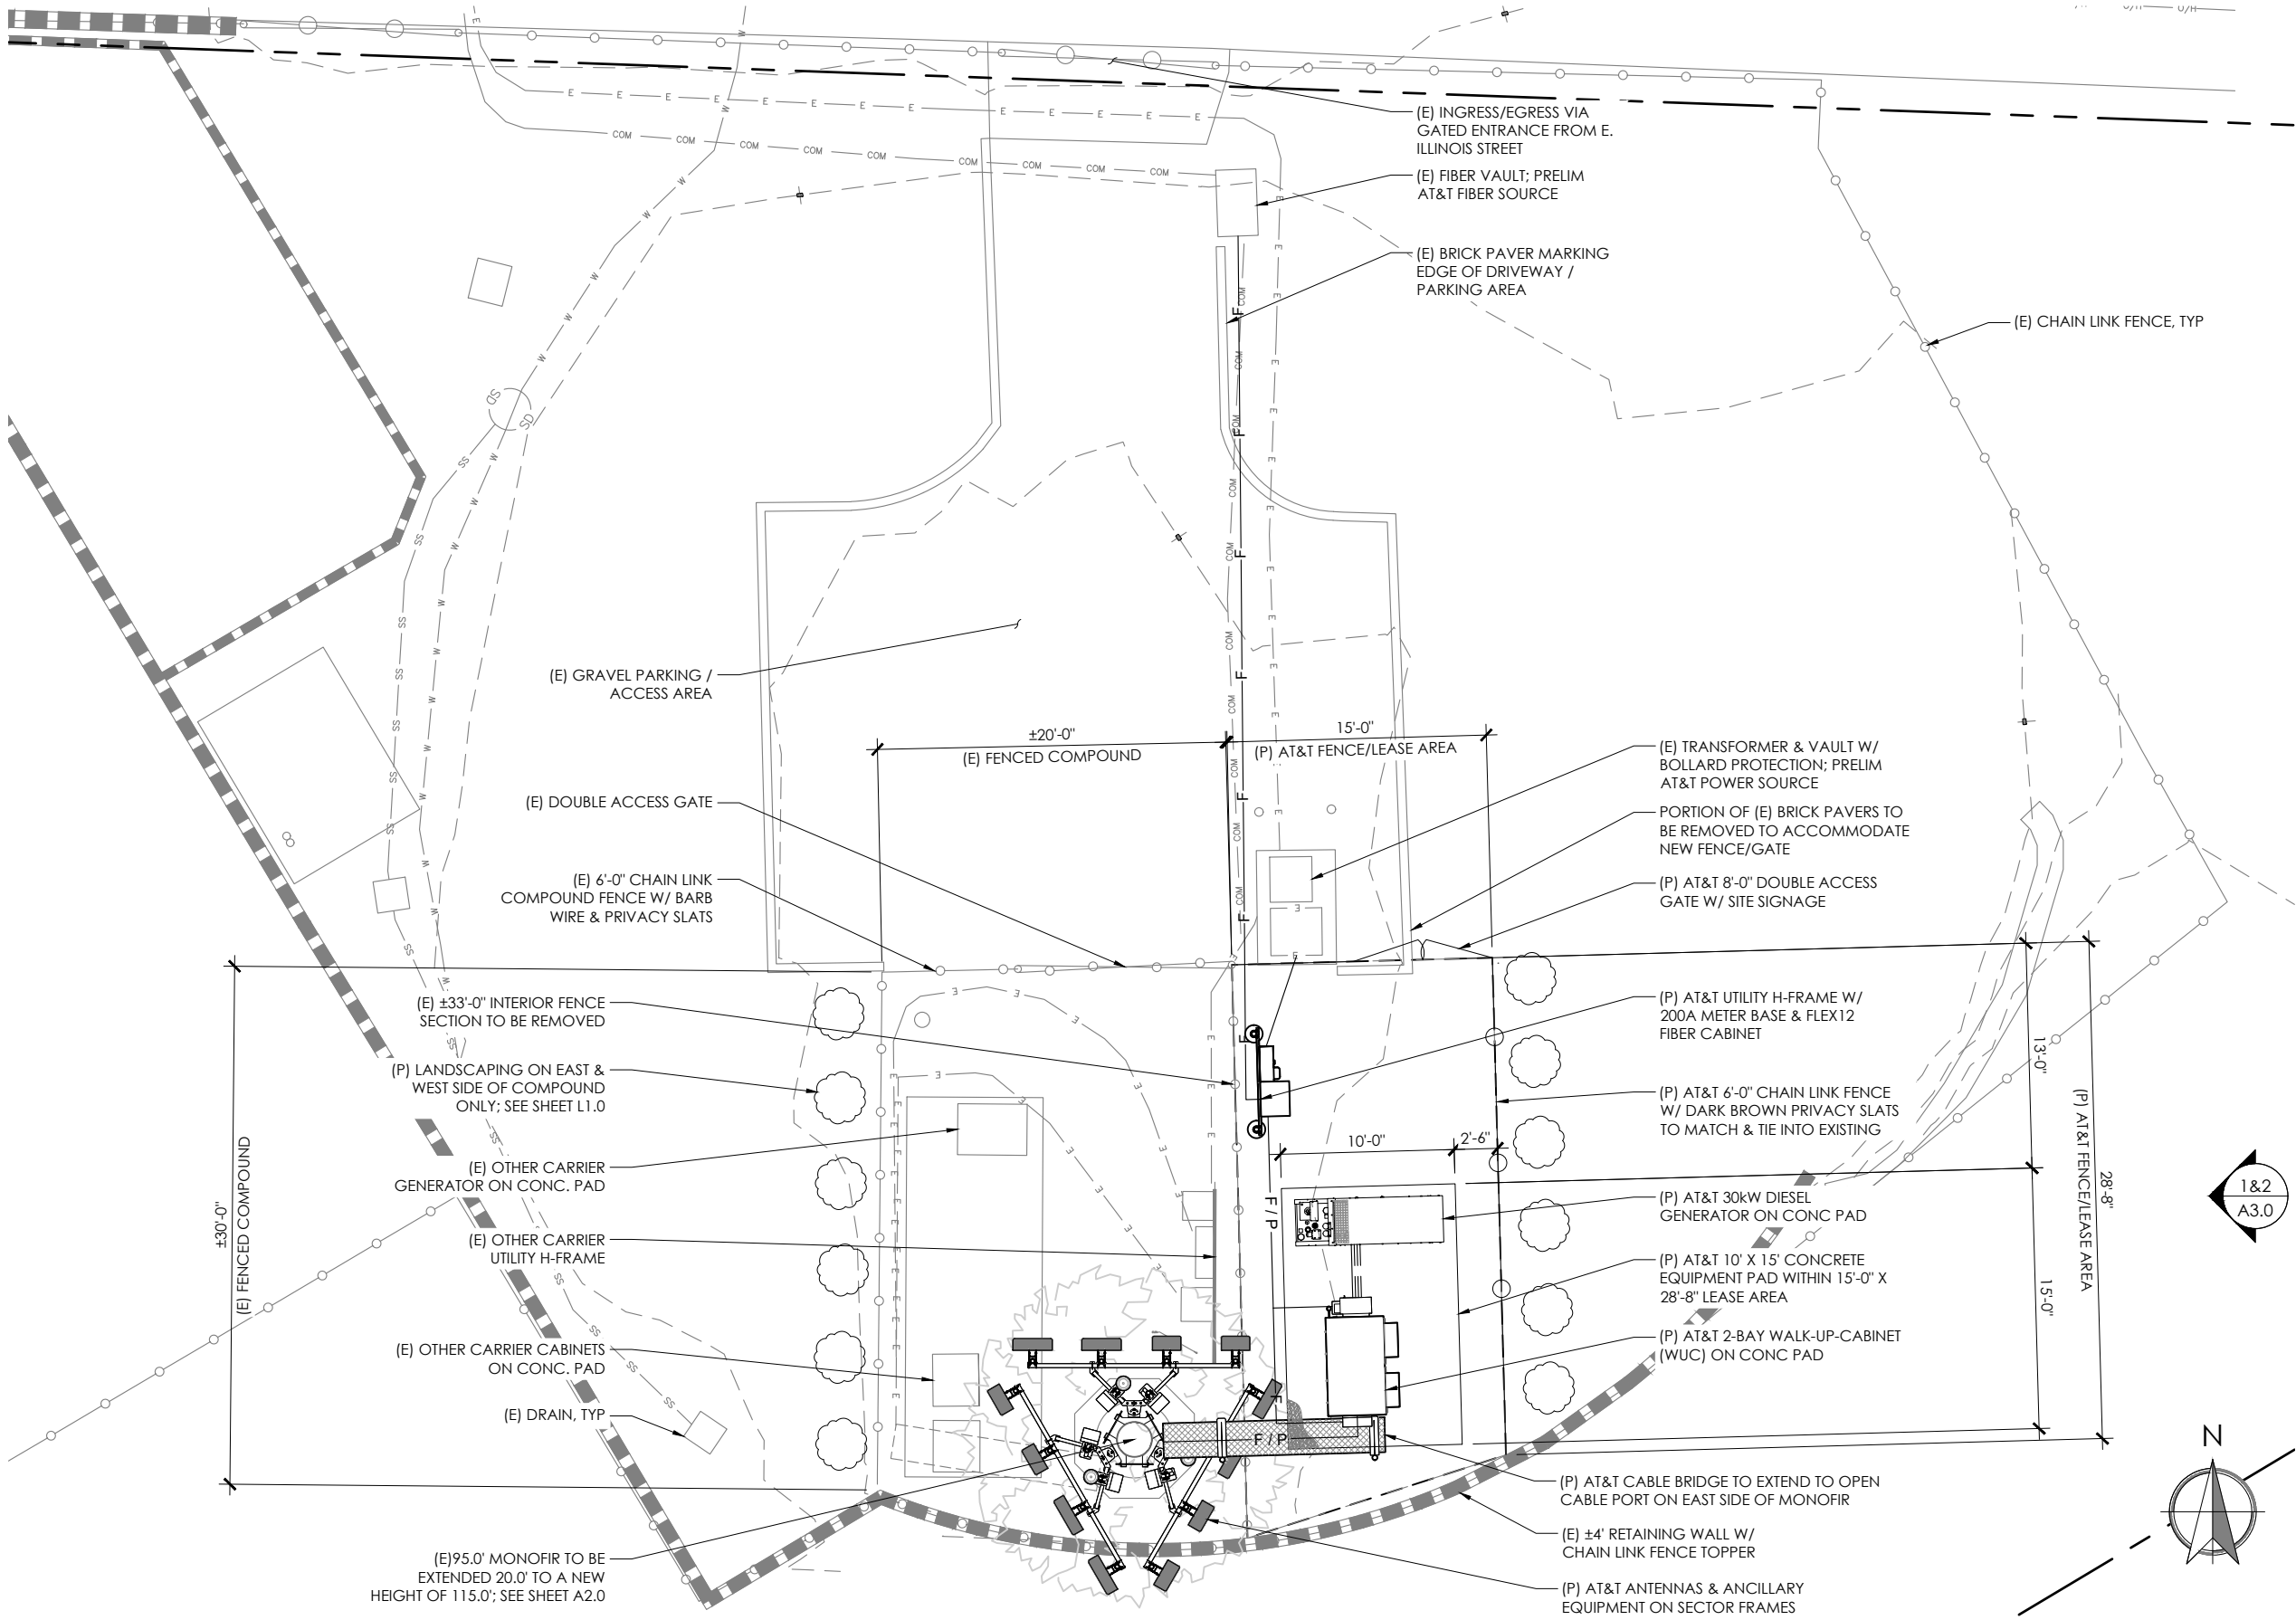 (E) INGRESS/EGRESS VIA
GATED ENTRANCE FROM E.
ILLINOIS STREET
(E) FIBER VAULT; PRELIM
AT&T FIBER SOURCE
(E) BRICK PAVER MARKING
EDGE OF DRIVEWAY /
PARKING AREA
(E) CHAIN LINK FENCE, TYP
(E) GRAVEL PARKING /
ACCESS AREA
±20'-0"
(E) FENCED COMPOUND
15'-0"
(P) AT&T FENCE/LEASE AREA
(E) TRANSFORMER & VAULT W/
BOLLARD PROTECTION; PRELIM
AT&T POWER SOURCE
(E) DOUBLE ACCESS GATE
PORTION OF (E) BRICK PAVERS TO
BE REMOVED TO ACCOMMODATE
NEW FENCE/GATE
(E) 6'-0" CHAIN LINK
COMPOUND FENCE W/ BARB
WIRE & PRIVACY SLATS
(P) AT&T 8'-0" DOUBLE ACCESS
GATE W/ SITE SIGNAGE
(E) ±33'-0" INTERIOR FENCE
SECTION TO BE REMOVED
(P) AT&T UTILITY H-FRAME W/
200A METER BASE & FLEX12
FIBER CABINET
(P) LANDSCAPING ON EAST &
WEST SIDE OF COMPOUND
ONLY; SEE SHEET L1.0
(P) AT&T 6'-0" CHAIN LINK FENCE
W/ DARK BROWN PRIVACY SLATS
TO MATCH & TIE INTO EXISTING
13'-0"
10'-0"
2'-6"
(E) OTHER CARRIER
GENERATOR ON CONC. PAD
(P) AT&T 30kW DIESEL
GENERATOR ON CONC PAD
28'-8"
(P) AT&T FENCE/LEASE AREA
1&2
A3.0
±30'-0"
(E) FENCED COMPOUND
(E) OTHER CARRIER
UTILITY H-FRAME
F / P
(P) AT&T 10' X 15' CONCRETE
EQUIPMENT PAD WITHIN 15'-0" X
28'-8" LEASE AREA
15'-0"
(E) OTHER CARRIER CABINETS
ON CONC. PAD
(P) AT&T 2-BAY WALK-UP-CABINET
(WUC) ON CONC PAD
(E) DRAIN, TYP
F / P
N
(P) AT&T CABLE BRIDGE TO EXTEND TO OPEN
CABLE PORT ON EAST SIDE OF MONOFIR
(E) ±4' RETAINING WALL W/
CHAIN LINK FENCE TOPPER
(E)95.0' MONOFIR TO BE
EXTENDED 20.0' TO A NEW
HEIGHT OF 115.0'; SEE SHEET A2.0
(P) AT&T ANTENNAS & ANCILLARY
EQUIPMENT ON SECTOR FRAMES